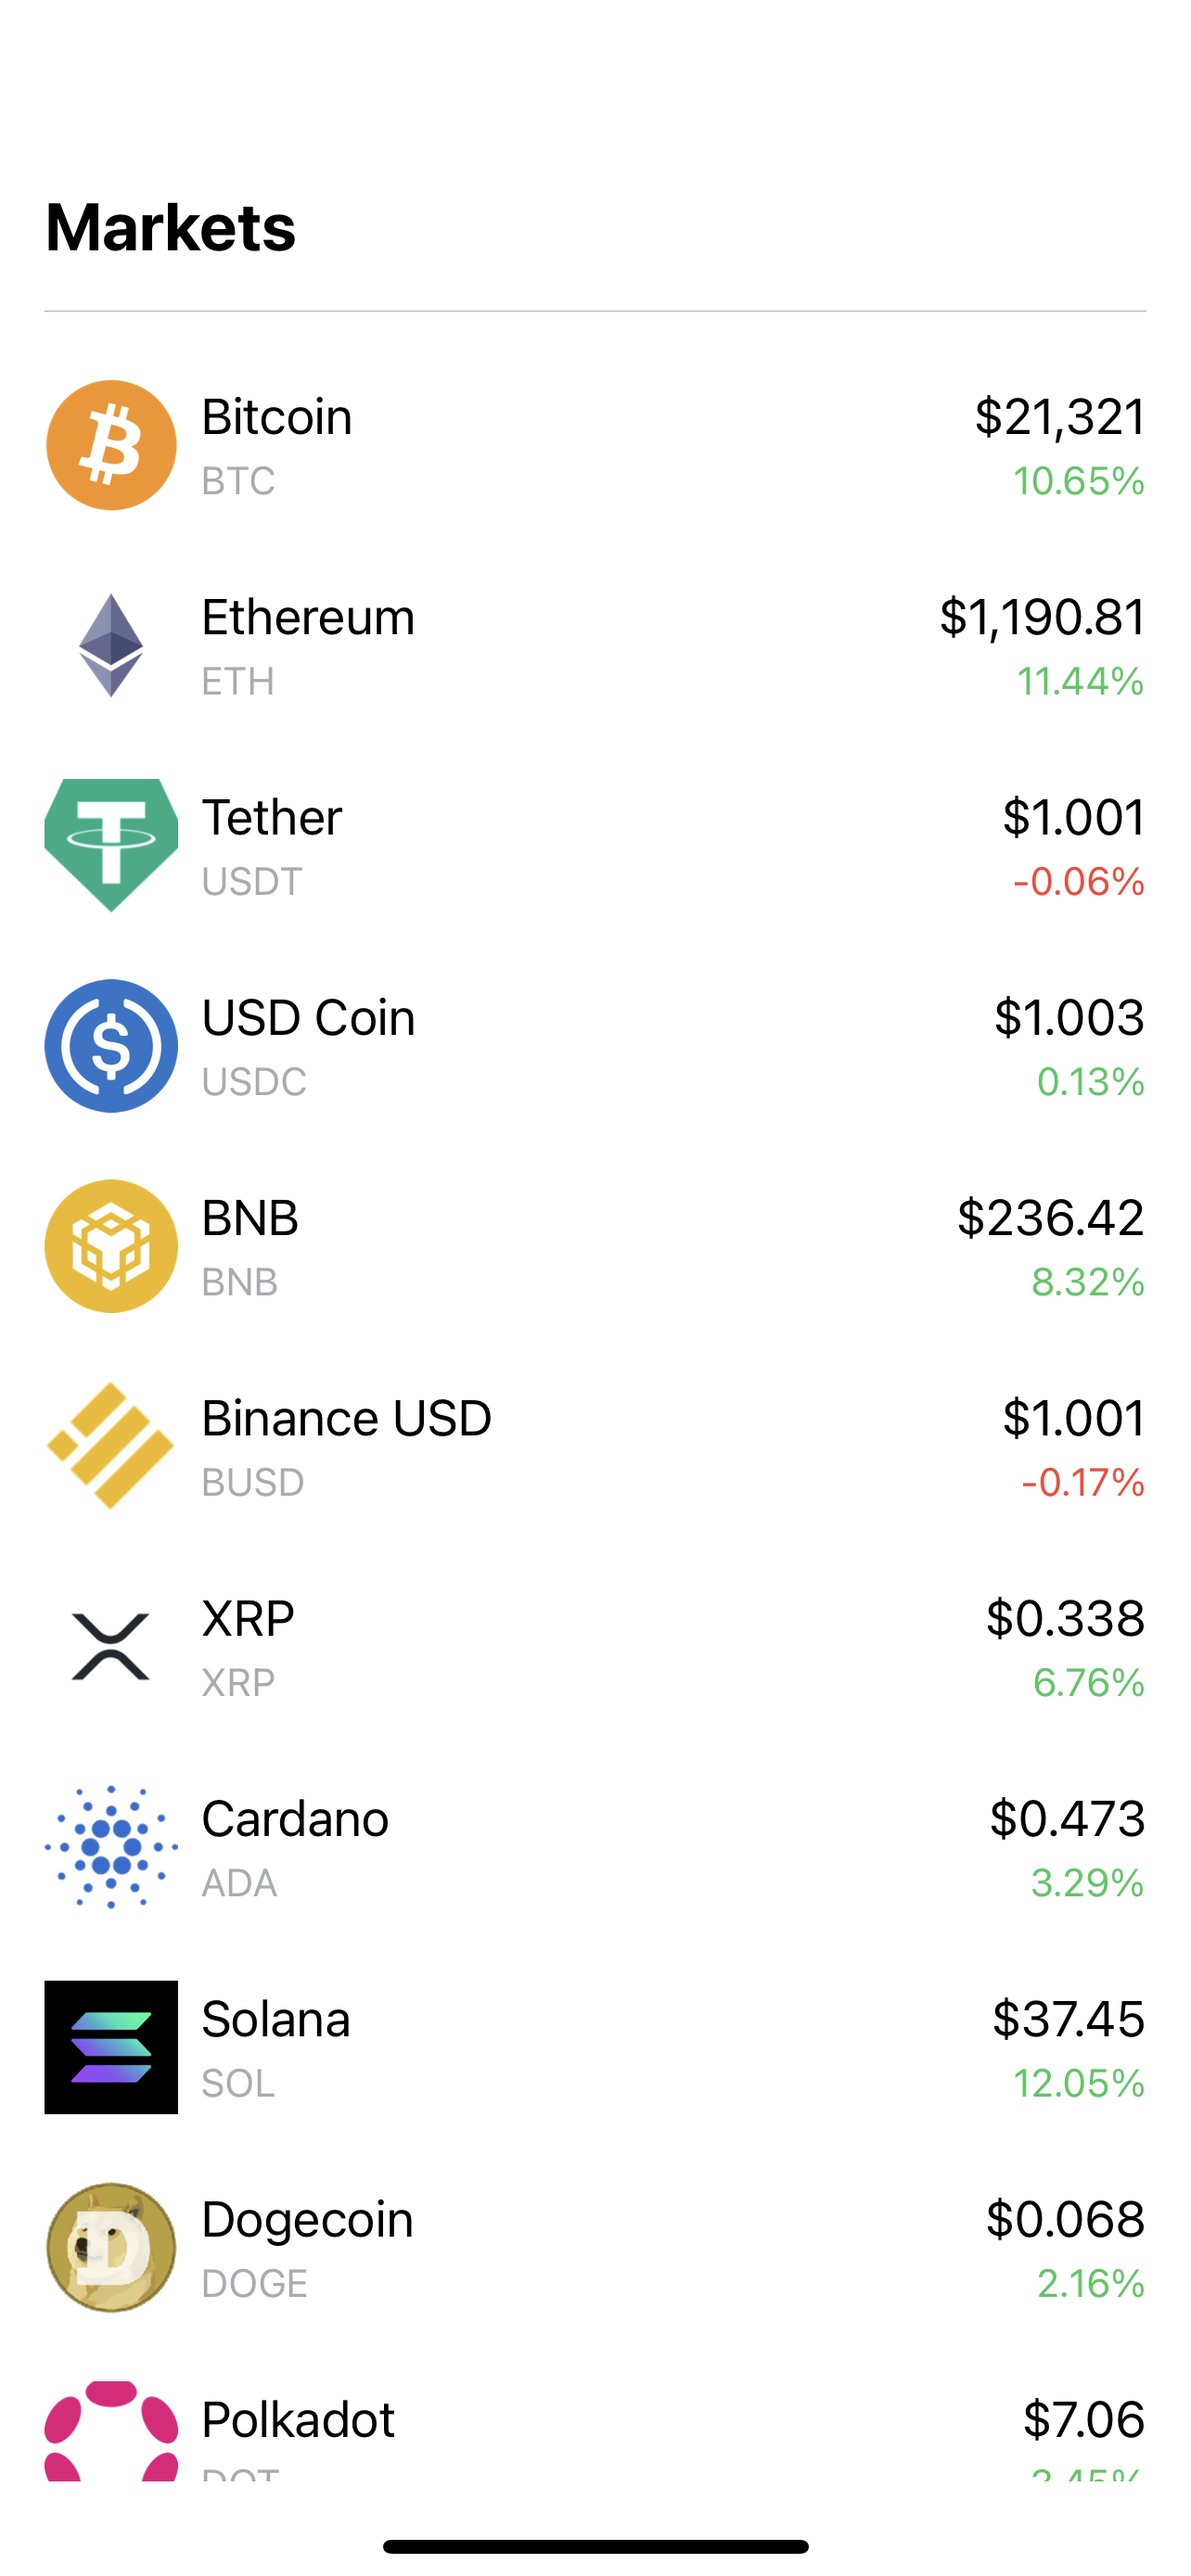 Markets
Bitcoin $21,321
BTC 10.65%
Ethereum $1,190.81
ETH 11.44%
Tether $1.001
USDT -0.06%
USD Coin $1.003
USDC 0.13%
BNB $236.42
BNB 8.32%
Binance USD $1.001
BUSD -0.17%
XRP $0.338
XRP 6.76%
Cardano $0.473
ADA 3.29%
Solana $37.45
SOL 12.05%
Dogecoin $0.068
DOGE 2.16%
Polkadot $7.06
DOT